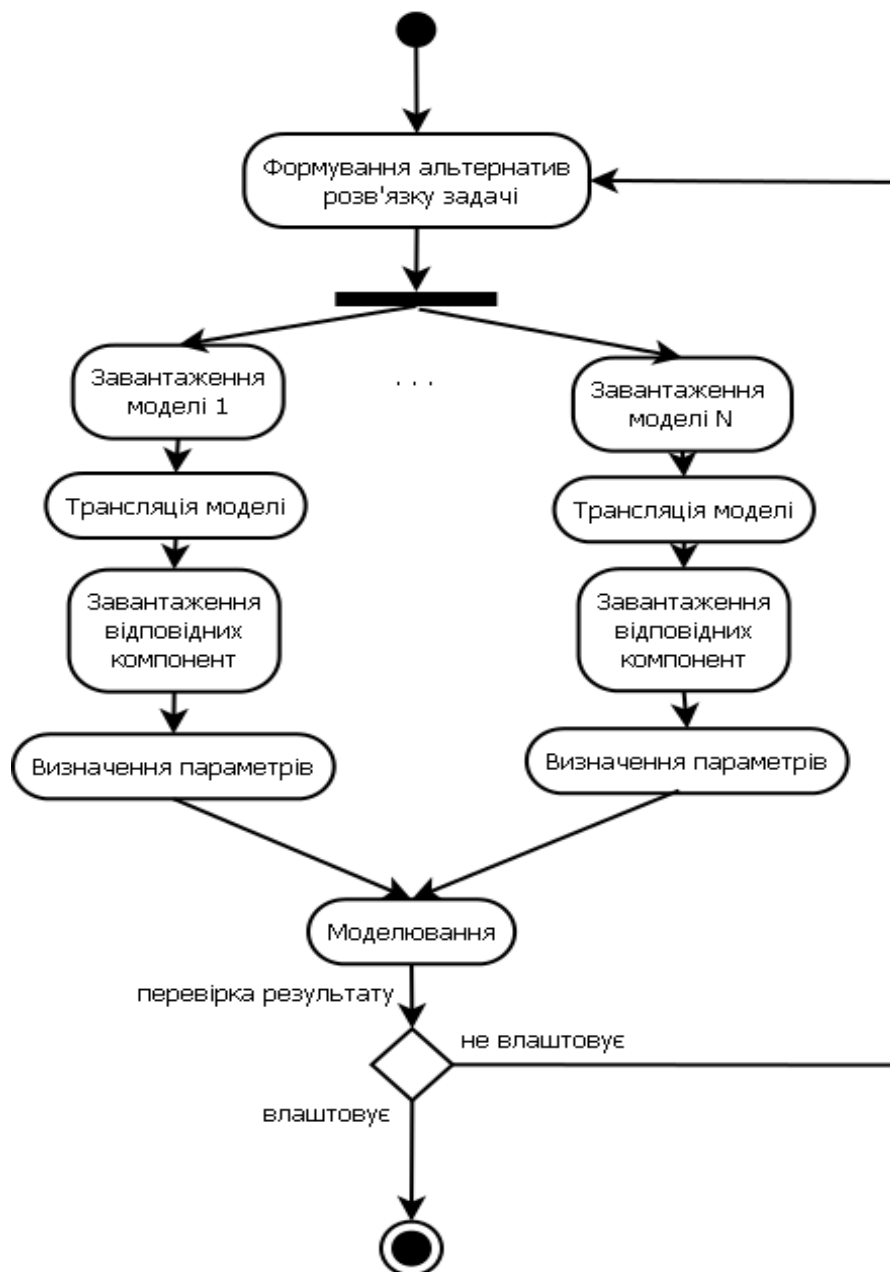 Формування альтернатив
розв'язку задачі
Завантаження
моделі 1
. . .
Завантаження
моделі N
Трансляція моделі
Трансляція моделі
Завантаження
відповідних
компонент
Завантаження
відповідних
компонент
Визначення параметрів
Визначення параметрів
Моделювання
перевірка результату
не влаштовує
влаштовує